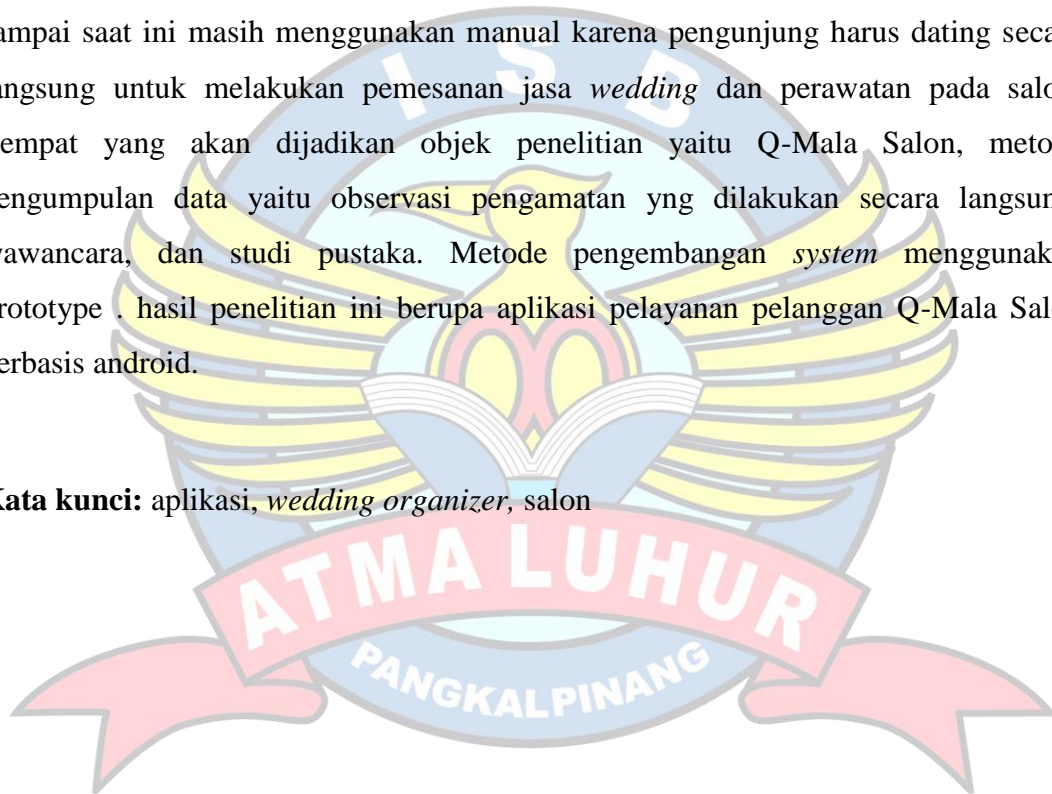 ampai saat ini masih menggunakan manual karena pengunjung harus dating seca
angsung untuk melakukan pemesanan jasa wedding dan perawatan pada salo
empat yang akan dijadikan objek penelitian yaitu Q-Mala Salon, meto
engumpulan data yaitu observasi pengamatan yng dilakukan secara langsun
wawancara, dan studi pustaka. Metode pengembangan system menggunak
prototype . hasil penelitian ini berupa aplikasi pelayanan pelanggan Q-Mala Sal
erbasis android.
Kata kunci: aplikasi, wedding organizer, salon
I S B
ATMA LUHUR
PANGKALPINANG